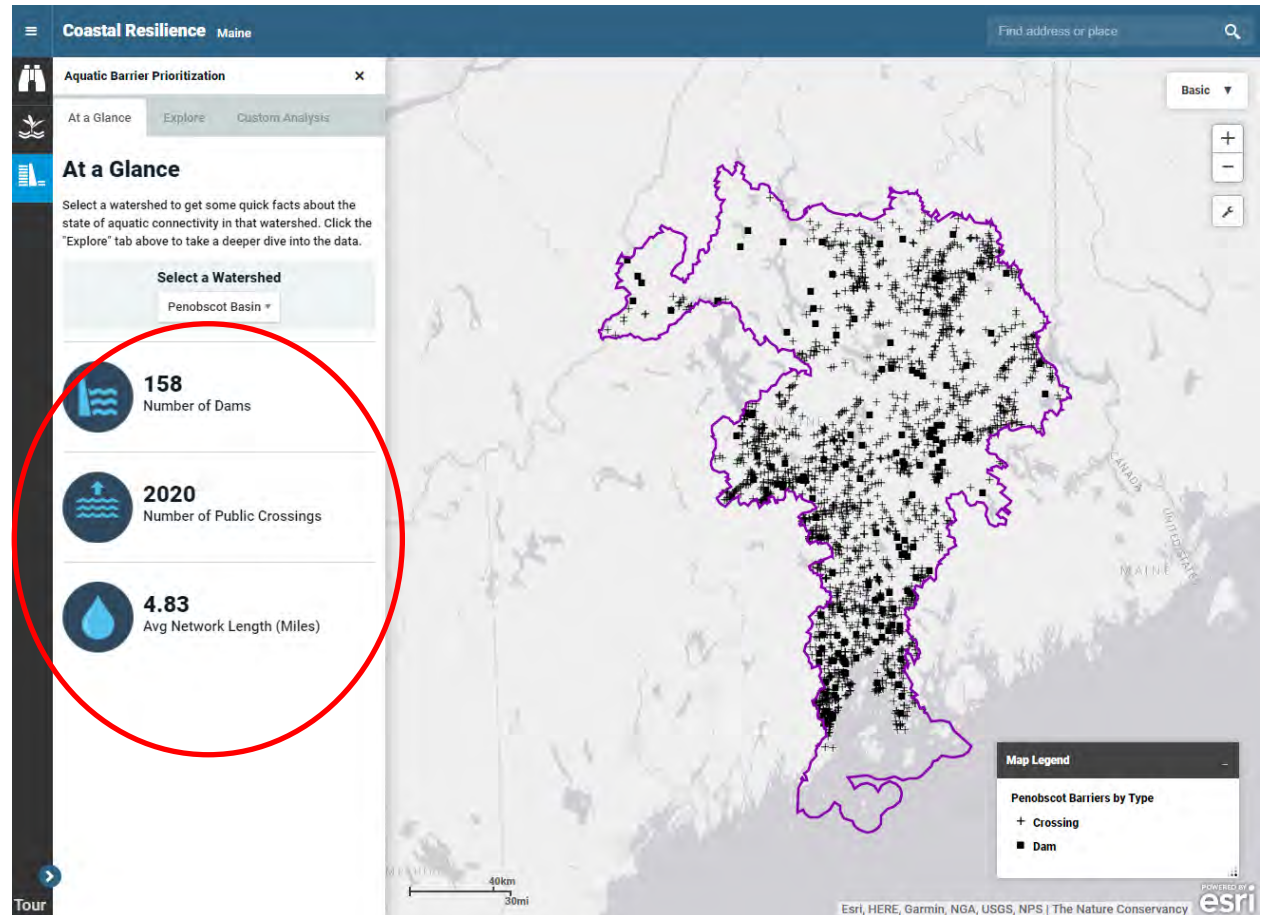 ≡ Coastal Resilience Maine
Find address or place
Aquatic Barrier Prioritization ×
At a Glance Explore Custom Analysis
At a Glance
Select a watershed to get some quick facts about the
state of aquatic connectivity in that watershed. Click the
"Explore" tab above to take a deeper dive into the data.
Select a Watershed
Penobscot Basin
158
Number of Dams
2020
Number of Public Crossings
4.83
Avg Network Length (Miles)
Tour
Basic
+
−
CANADA
UNITED STATES
MAINE
Map Legend
Penobscot Barriers by Type
+ Crossing
■ Dam
40km
30mi
Esri, HERE, Garmin, NGA, USGS, NPS | The Nature Conservancy
POWERED BY
esri